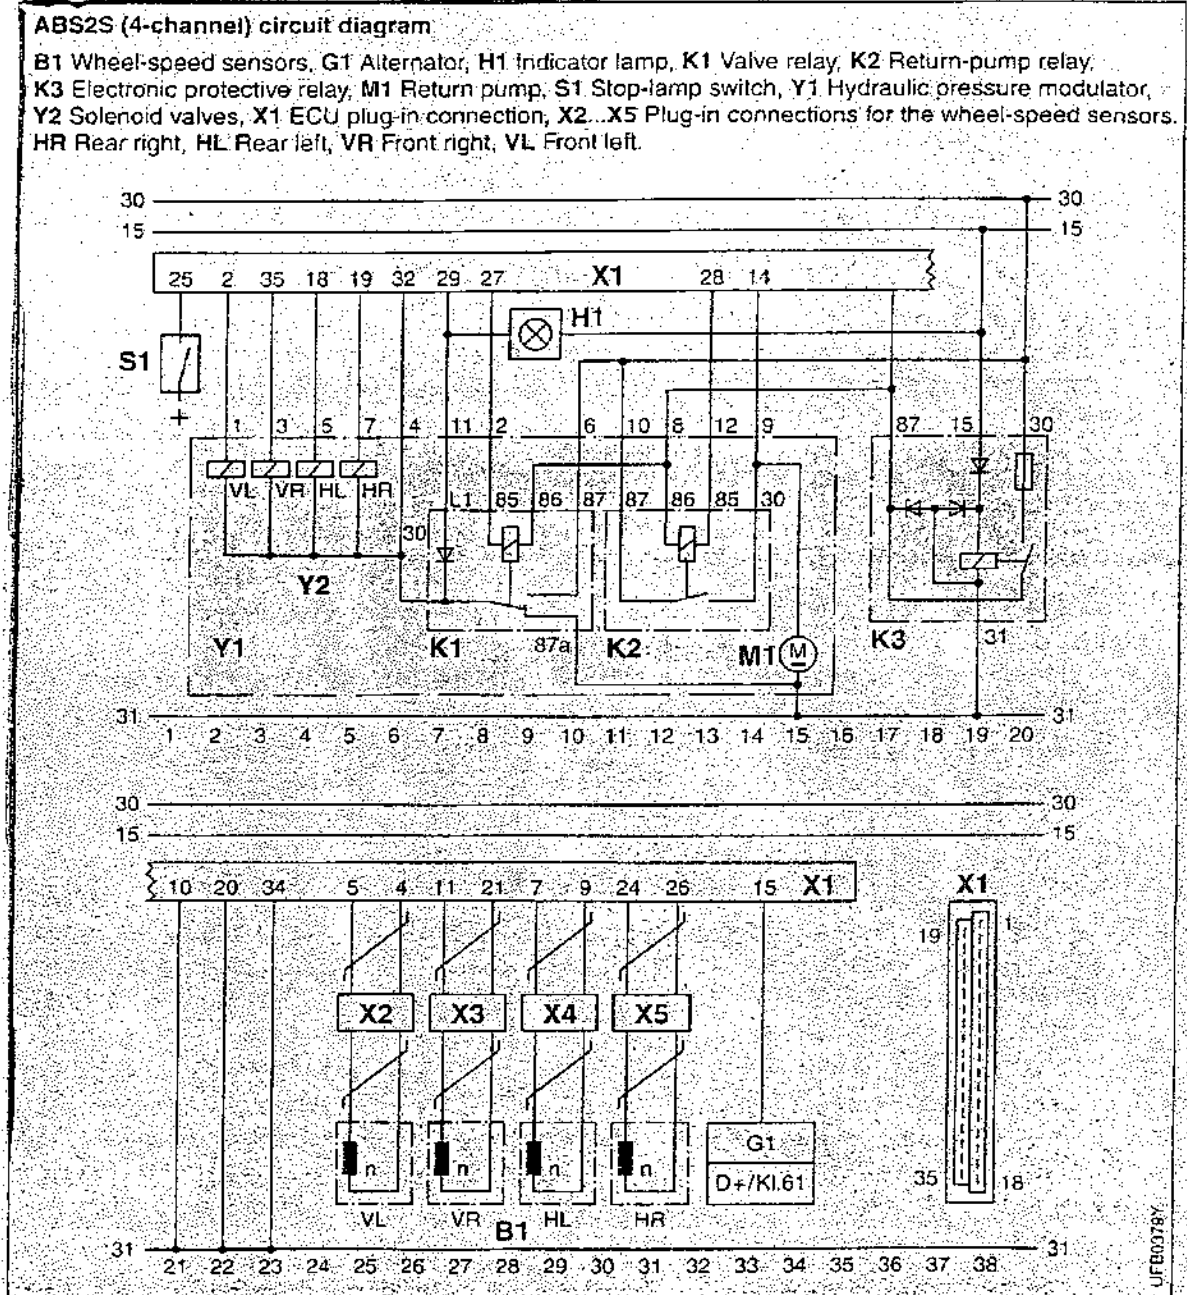 ABS2S (4-channel) circuit diagram
B1 Wheel-speed sensors, G1 Alternator, H1 Indicator lamp, K1 Valve relay, K2 Return-pump relay,
K3 Electronic protective relay, M1 Return pump, S1 Stop-lamp switch, Y1 Hydraulic pressure modulator,
Y2 Solenoid valves, X1 ECU plug-in connection, X2...X5 Plug-in connections for the wheel-speed sensors.
HR Rear right, HL Rear left, VR Front right, VL Front left.
30 30
15 15
25 2 35 18 19 32 29 27 X1 28 14
H1
S1
+
1 3 5 7 4 11 2 6 10 8 12 9 87 15 30
VL VR HL HR
L1 85 86 87 87 86 85 30
30
Y2
Y1 K1 87a K2 M1 M K3 31
31 31
1 2 3 4 5 6 7 8 9 10 11 12 13 14 15 16 17 18 19 20
30 30
15 15
10 20 34 5 4 11 21 7 9 24 26 15 X1 X1
19 1
X2 X3 X4 X5
G1
n n n n D+/Kl.61
35 18
VL VR HL HR
B1
31 31
21 22 23 24 25 26 27 28 29 30 31 32 33 34 35 36 37 38
UFB0378Y